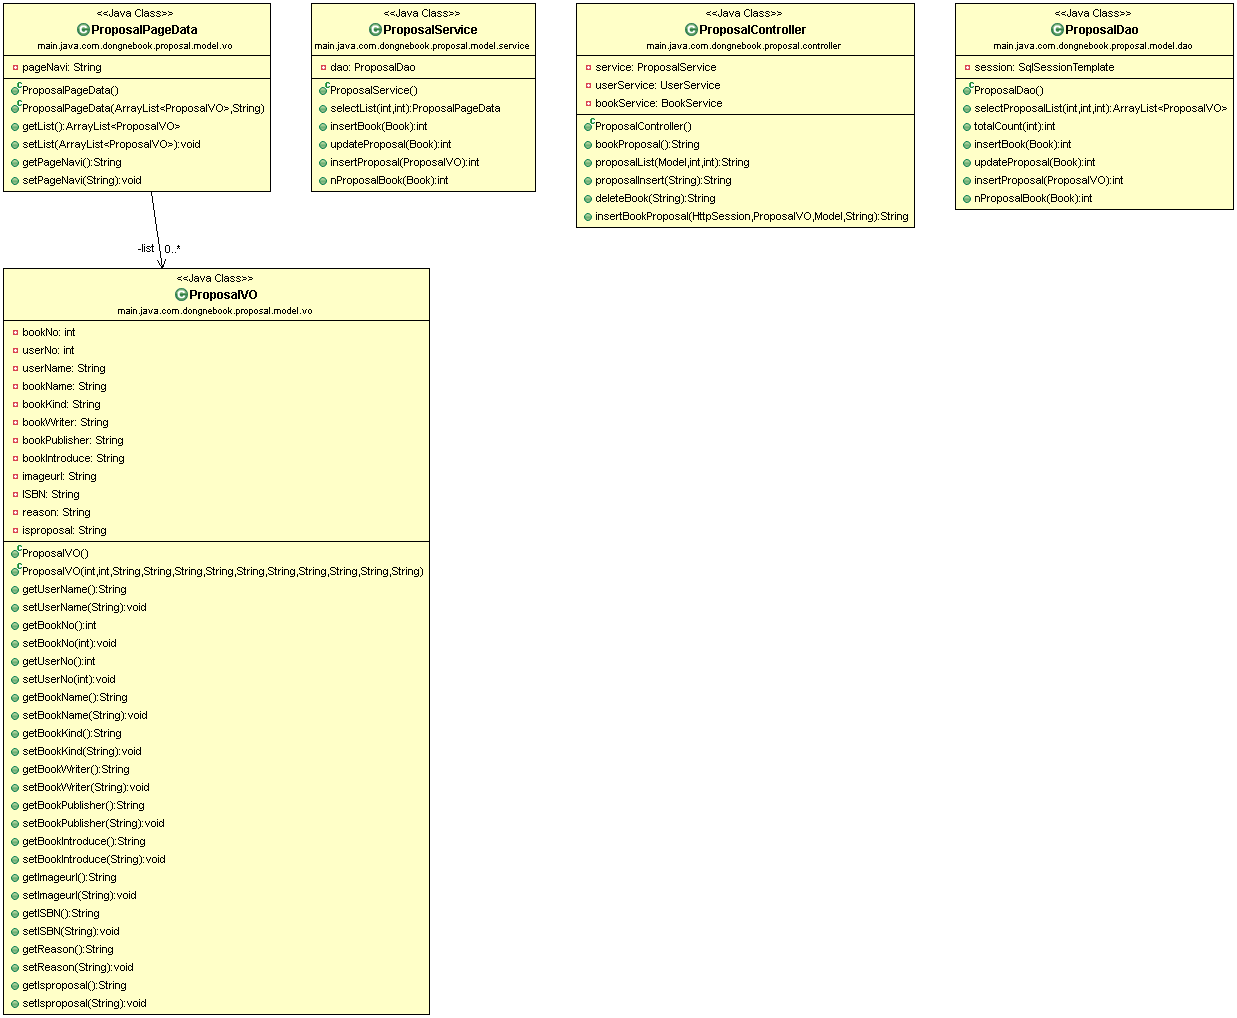 <<Java Class>>
ProposalPageData
main.java.com.dongnebook.proposal.model.vo
pageNavi: String
ProposalPageData()
ProposalPageData(ArrayList<ProposalVO>,String)
getList():ArrayList<ProposalVO>
setList(ArrayList<ProposalVO>):void
getPageNavi():String
setPageNavi(String):void
<<Java Class>>
ProposalService
main.java.com.dongnebook.proposal.model.service
dao: ProposalDao
ProposalService()
selectList(int,int):ProposalPageData
insertBook(Book):int
updateProposal(Book):int
insertProposal(ProposalVO):int
nProposalBook(Book):int
<<Java Class>>
ProposalController
main.java.com.dongnebook.proposal.controller
service: ProposalService
userService: UserService
bookService: BookService
ProposalController()
bookProposal():String
proposalList(Model,int,int):String
proposalInsert(String):String
deleteBook(String):String
insertBookProposal(HttpSession,ProposalVO,Model,String):String
<<Java Class>>
ProposalDao
main.java.com.dongnebook.proposal.model.dao
session: SqlSessionTemplate
ProposalDao()
selectProposalList(int,int,int):ArrayList<ProposalVO>
totalCount(int):int
insertBook(Book):int
updateProposal(Book):int
insertProposal(ProposalVO):int
nProposalBook(Book):int
-list 0..*
<<Java Class>>
ProposalVO
main.java.com.dongnebook.proposal.model.vo
bookNo: int
userNo: int
userName: String
bookName: String
bookKind: String
bookWriter: String
bookPublisher: String
bookIntroduce: String
imageurl: String
ISBN: String
reason: String
isproposal: String
ProposalVO()
ProposalVO(int,int,String,String,String,String,String,String,String,String,String,String)
getUserName():String
setUserName(String):void
getBookNo():int
setBookNo(int):void
getUserNo():int
setUserNo(int):void
getBookName():String
setBookName(String):void
getBookKind():String
setBookKind(String):void
getBookWriter():String
setBookWriter(String):void
getBookPublisher():String
setBookPublisher(String):void
getBookIntroduce():String
setBookIntroduce(String):void
getImageurl():String
setImageurl(String):void
getISBN():String
setISBN(String):void
getReason():String
setReason(String):void
getIsproposal():String
setIsproposal(String):void